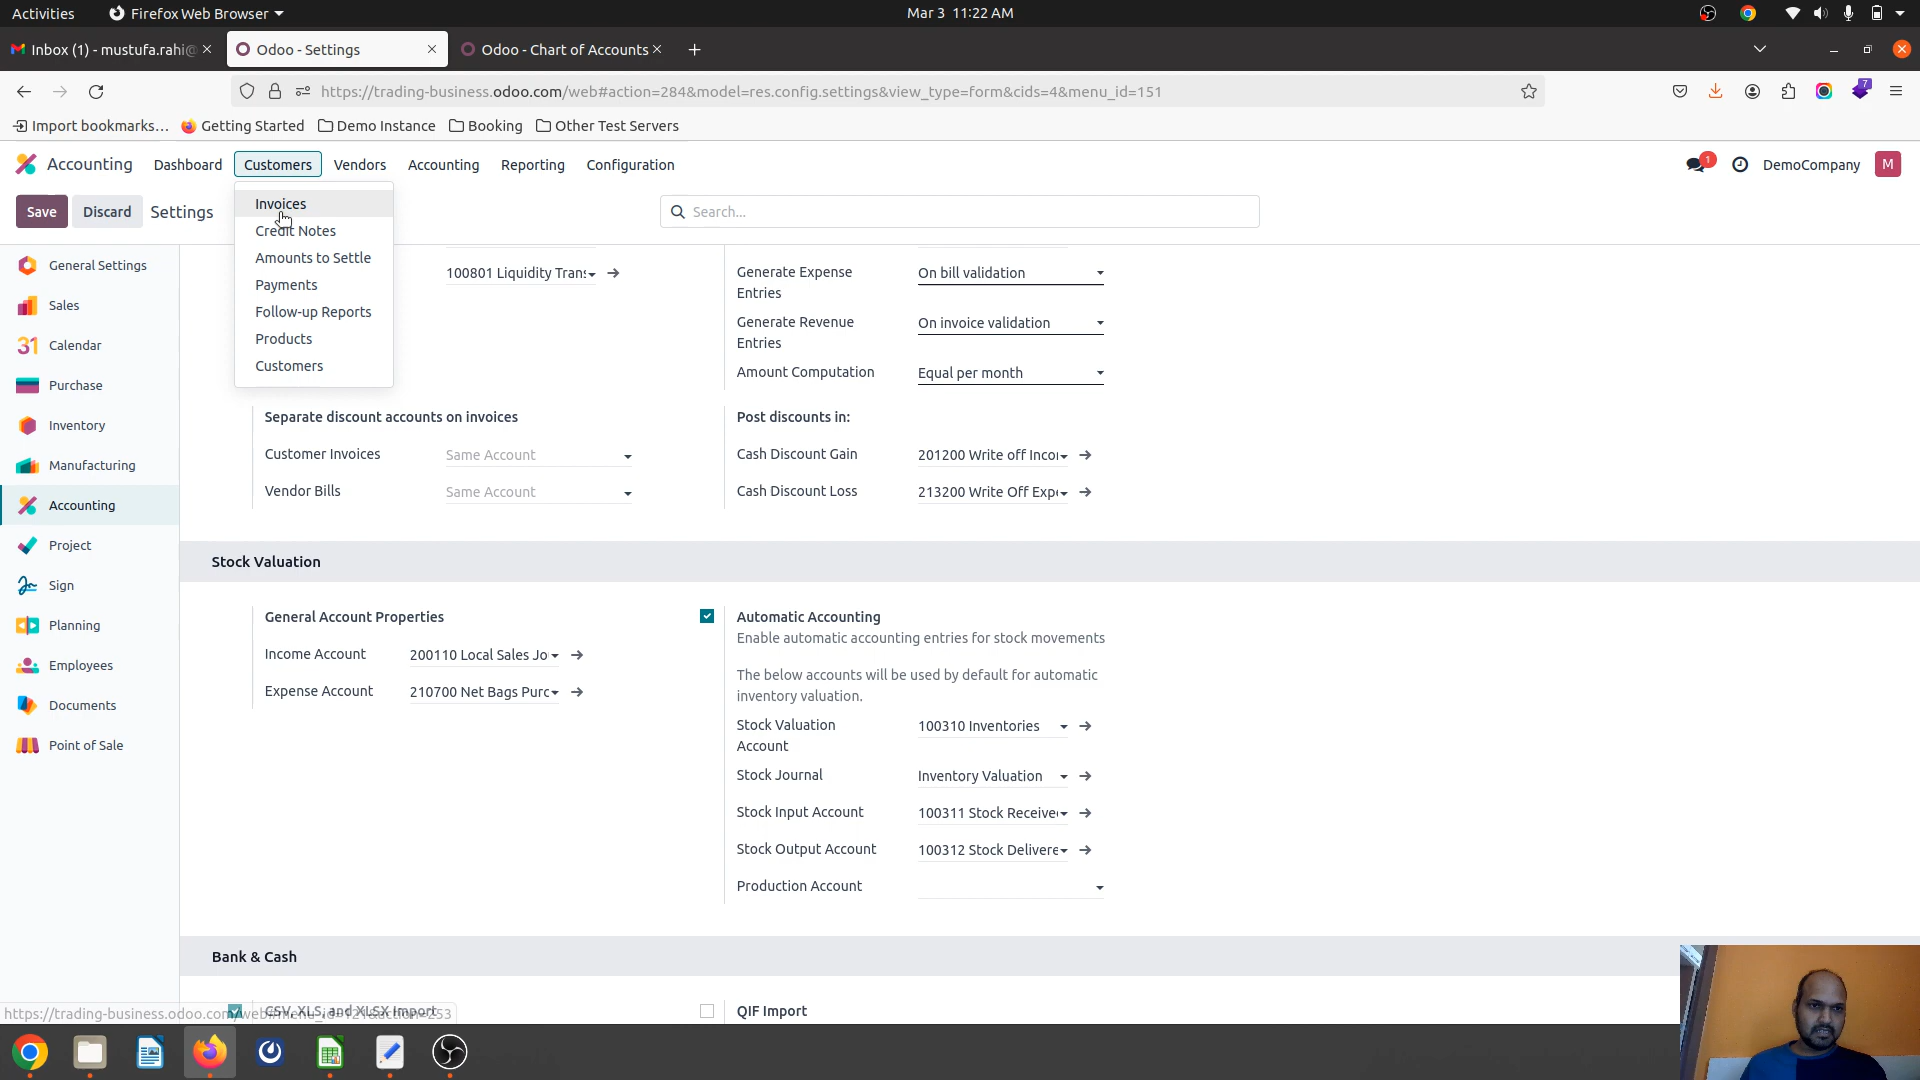 Activities
Firefox Web Browser
Mar 3 11:22 AM
Inbox (1) - mustufa.rahi@
Odoo - Settings
Odoo - Chart of Accounts
https://trading-business.odoo.com/web#action=284&model=res.config.settings&view_type=form&cids=4&menu_id=151
7
Import bookmarks...
Getting Started
Demo Instance
Booking
Other Test Servers
Accounting
Dashboard
Customers
Vendors
Accounting
Reporting
Configuration
1
DemoCompany
M
Save
Discard
Settings
Search...
Invoices
Credit Notes
Amounts to Settle
Payments
Follow-up Reports
Products
Customers
General Settings
Sales
31 Calendar
Purchase
Inventory
Manufacturing
Accounting
Project
Sign
Planning
Employees
Documents
Point of Sale
100801 Liquidity Trans
Generate Expense
Entries
On bill validation
Generate Revenue
Entries
On invoice validation
Amount Computation
Equal per month
Separate discount accounts on invoices
Customer Invoices
Same Account
Vendor Bills
Same Account
Post discounts in:
Cash Discount Gain
201200 Write off Inco
Cash Discount Loss
213200 Write Off Exp
Stock Valuation
General Account Properties
Income Account
200110 Local Sales Jo
Expense Account
210700 Net Bags Purc
Automatic Accounting
Enable automatic accounting entries for stock movements
The below accounts will be used by default for automatic
inventory valuation.
Stock Valuation
Account
100310 Inventories
Stock Journal
Inventory Valuation
Stock Input Account
100311 Stock Receive
Stock Output Account
100312 Stock Delivere
Production Account
Bank & Cash
CSV, XLS, and XLSX Import
QIF Import